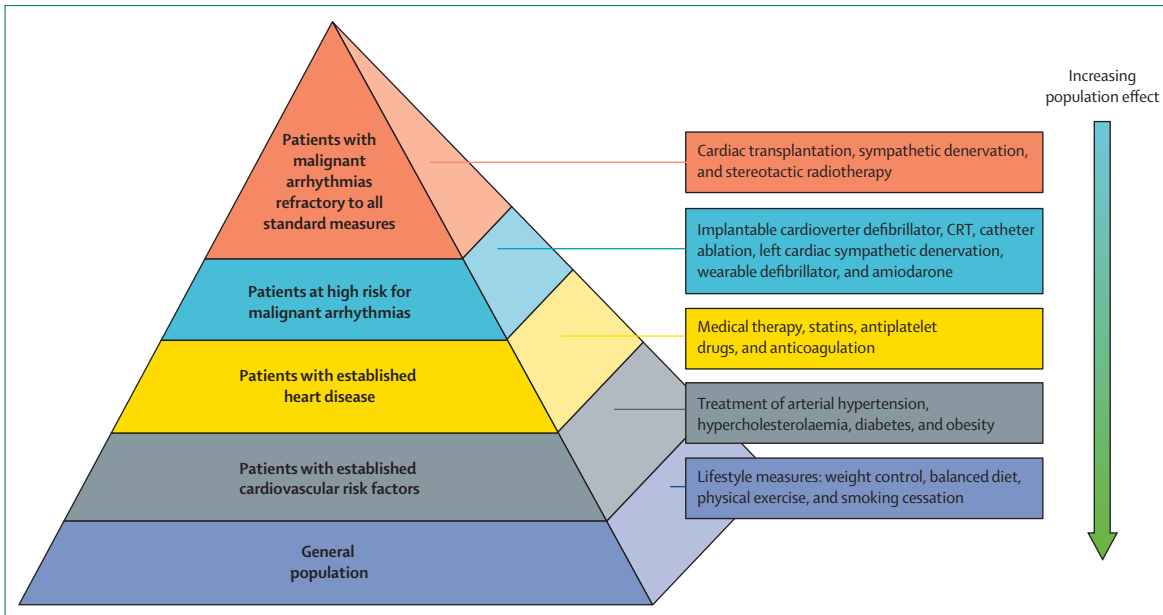 Increasing
population effect
Patients with
malignant
arrhythmias
refractory to all
standard measures
Cardiac transplantation, sympathetic denervation,
and stereotactic radiotherapy
Patients at high risk for
malignant arrhythmias
Implantable cardioverter defibrillator, CRT, catheter
ablation, left cardiac sympathetic denervation,
wearable defibrillator, and amiodarone
Patients with established
heart disease
Medical therapy, statins, antiplatelet
drugs, and anticoagulation
Patients with established
cardiovascular risk factors
Treatment of arterial hypertension,
hypercholesterolaemia, diabetes, and obesity
General
population
Lifestyle measures: weight control, balanced diet,
physical exercise, and smoking cessation